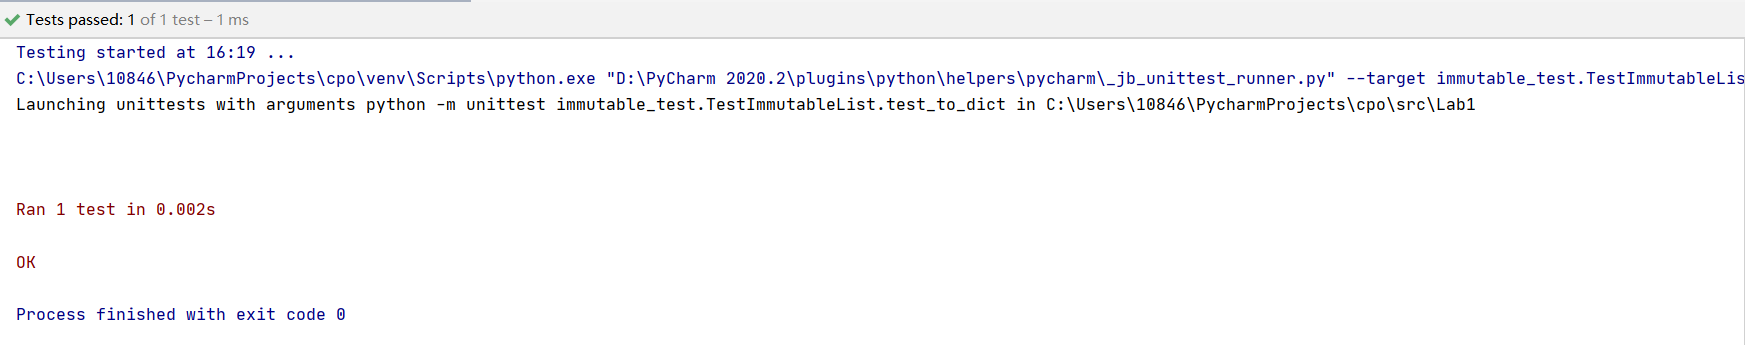 Tests passed: 1 of 1 test – 1 ms
Testing started at 16:19 ...
C:\Users\10846\PycharmProjects\cpo\venv\Scripts\python.exe "D:\PyCharm 2020.2\plugins\python\helpers\pycharm\_jb_unittest_runner.py" --target immutable_test.TestImmutableLis
Launching unittests with arguments python -m unittest immutable_test.TestImmutableList.test_to_dict in C:\Users\10846\PycharmProjects\cpo\src\Lab1
Ran 1 test in 0.002s
OK
Process finished with exit code 0